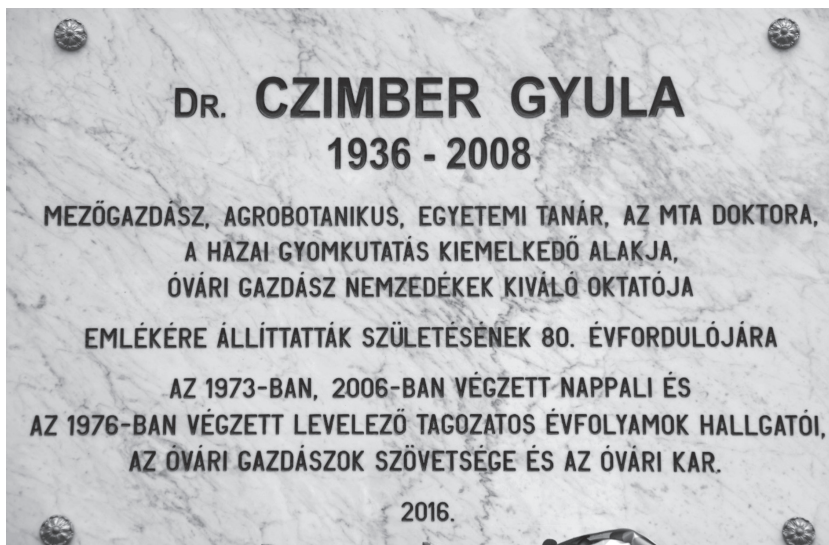 DR. CZIMBER GYULA
1936 - 2008
MEZŐGAZDÁSZ, AGROBOTANIKUS, EGYETEMI TANÁR, AZ MTA DOKTORA,
A HAZAI GYOMKUTATÁS KIEMELKEDŐ ALAKJA,
ÓVÁRI GAZDÁSZ NEMZEDÉKEK KIVÁLÓ OKTATÓJA
EMLÉKÉRE ÁLLÍTTATTÁK SZÜLETÉSÉNEK 80. ÉVFORDULÓJÁRA
AZ 1973-BAN, 2006-BAN VÉGZETT NAPPALI ÉS
AZ 1976-BAN VÉGZETT LEVELEZŐ TAGOZATOS ÉVFOLYAMOK HALLGATÓI,
AZ ÓVÁRI GAZDÁSZOK SZÖVETSÉGE ÉS AZ ÓVÁRI KAR.
2016.